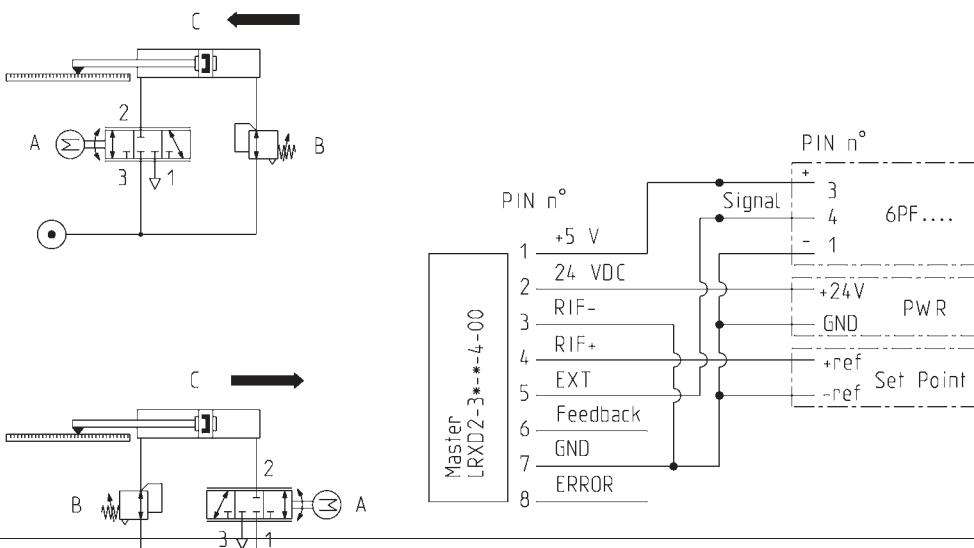 C
2
A
M
B
3
1
C
2
B
M
A
3
1
PIN n°
Master
LRXD2-3*-*-4-00
1 +5 V
2 24 VDC
3 RIF-
4 RIF+
5 EXT
6 Feedback
7 GND
8 ERROR
PIN n°
Signal
+ 3
4
- 1
6PF....
+24V
GND
PWR
+ref
-ref
Set Point